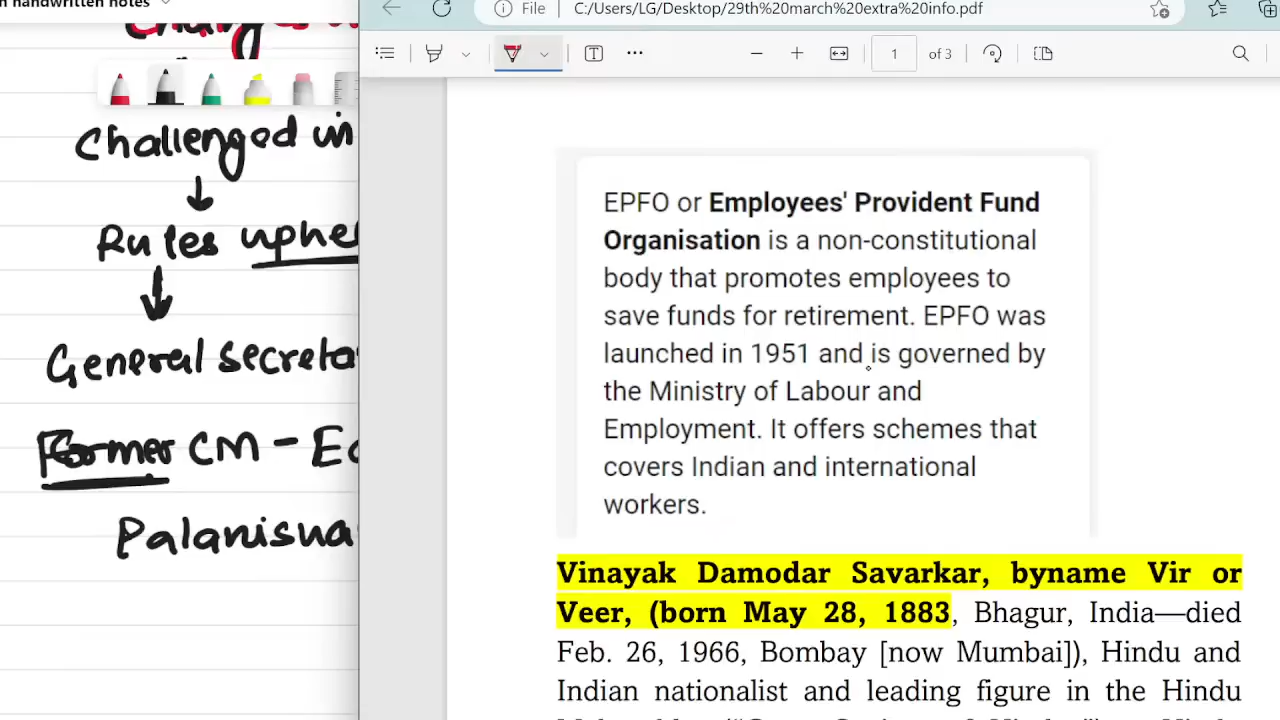 n handwritten notes
Challenged in
Rules uphe
General secreta
Former CM - Ed
Palaniswa
File
C:/Users/LG/Desktop/29th%20march%20extra%20info.pdf
1 of 3
EPFO or Employees' Provident Fund
Organisation is a non-constitutional
body that promotes employees to
save funds for retirement. EPFO was
launched in 1951 and is governed by
the Ministry of Labour and
Employment. It offers schemes that
covers Indian and international
workers.
Vinayak Damodar Savarkar, byname Vir or
Veer, (born May 28, 1883, Bhagur, India—died
Feb. 26, 1966, Bombay [now Mumbai]), Hindu and
Indian nationalist and leading figure in the Hindu